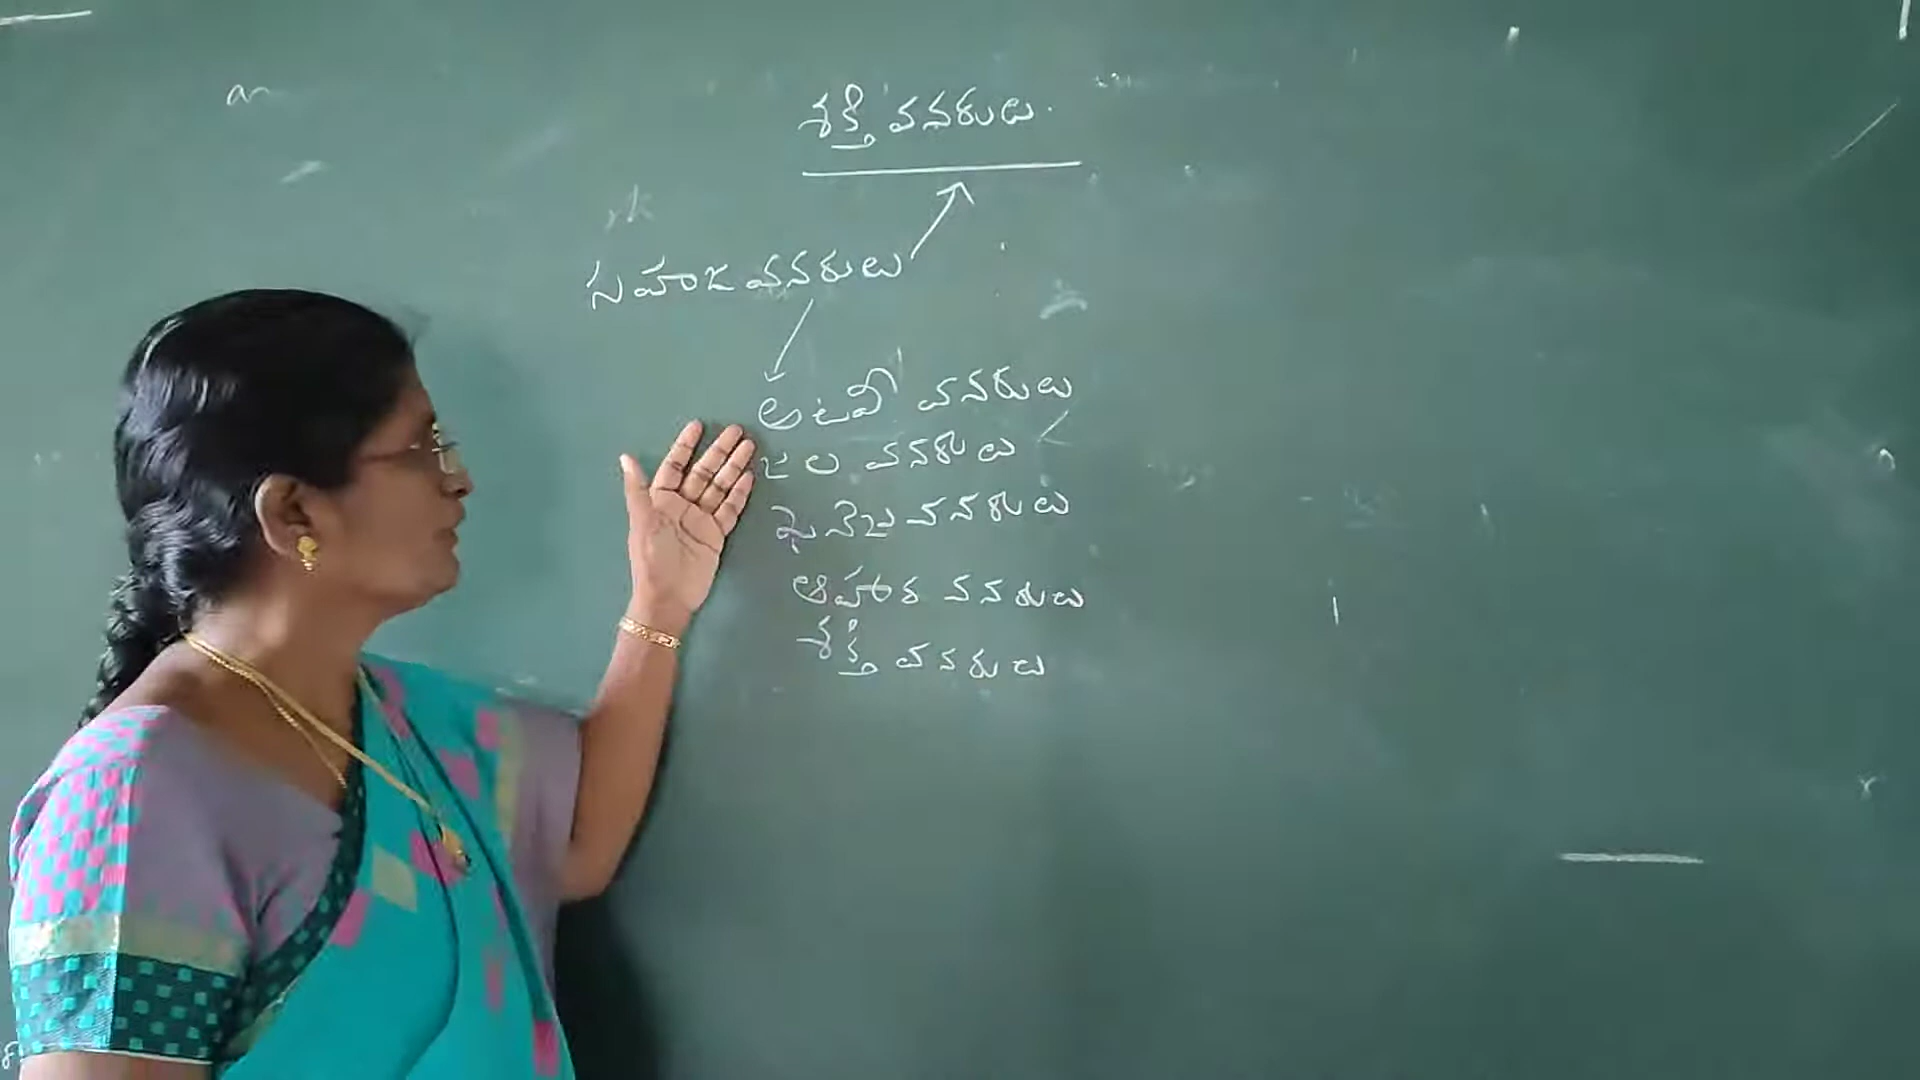 శక్తి వనరులు
సహజ వనరులు
అటవీ వనరులు
జల వనరులు
ఖనిజ వనరులు
ఆహార వనరులు
శక్తి వనరులు